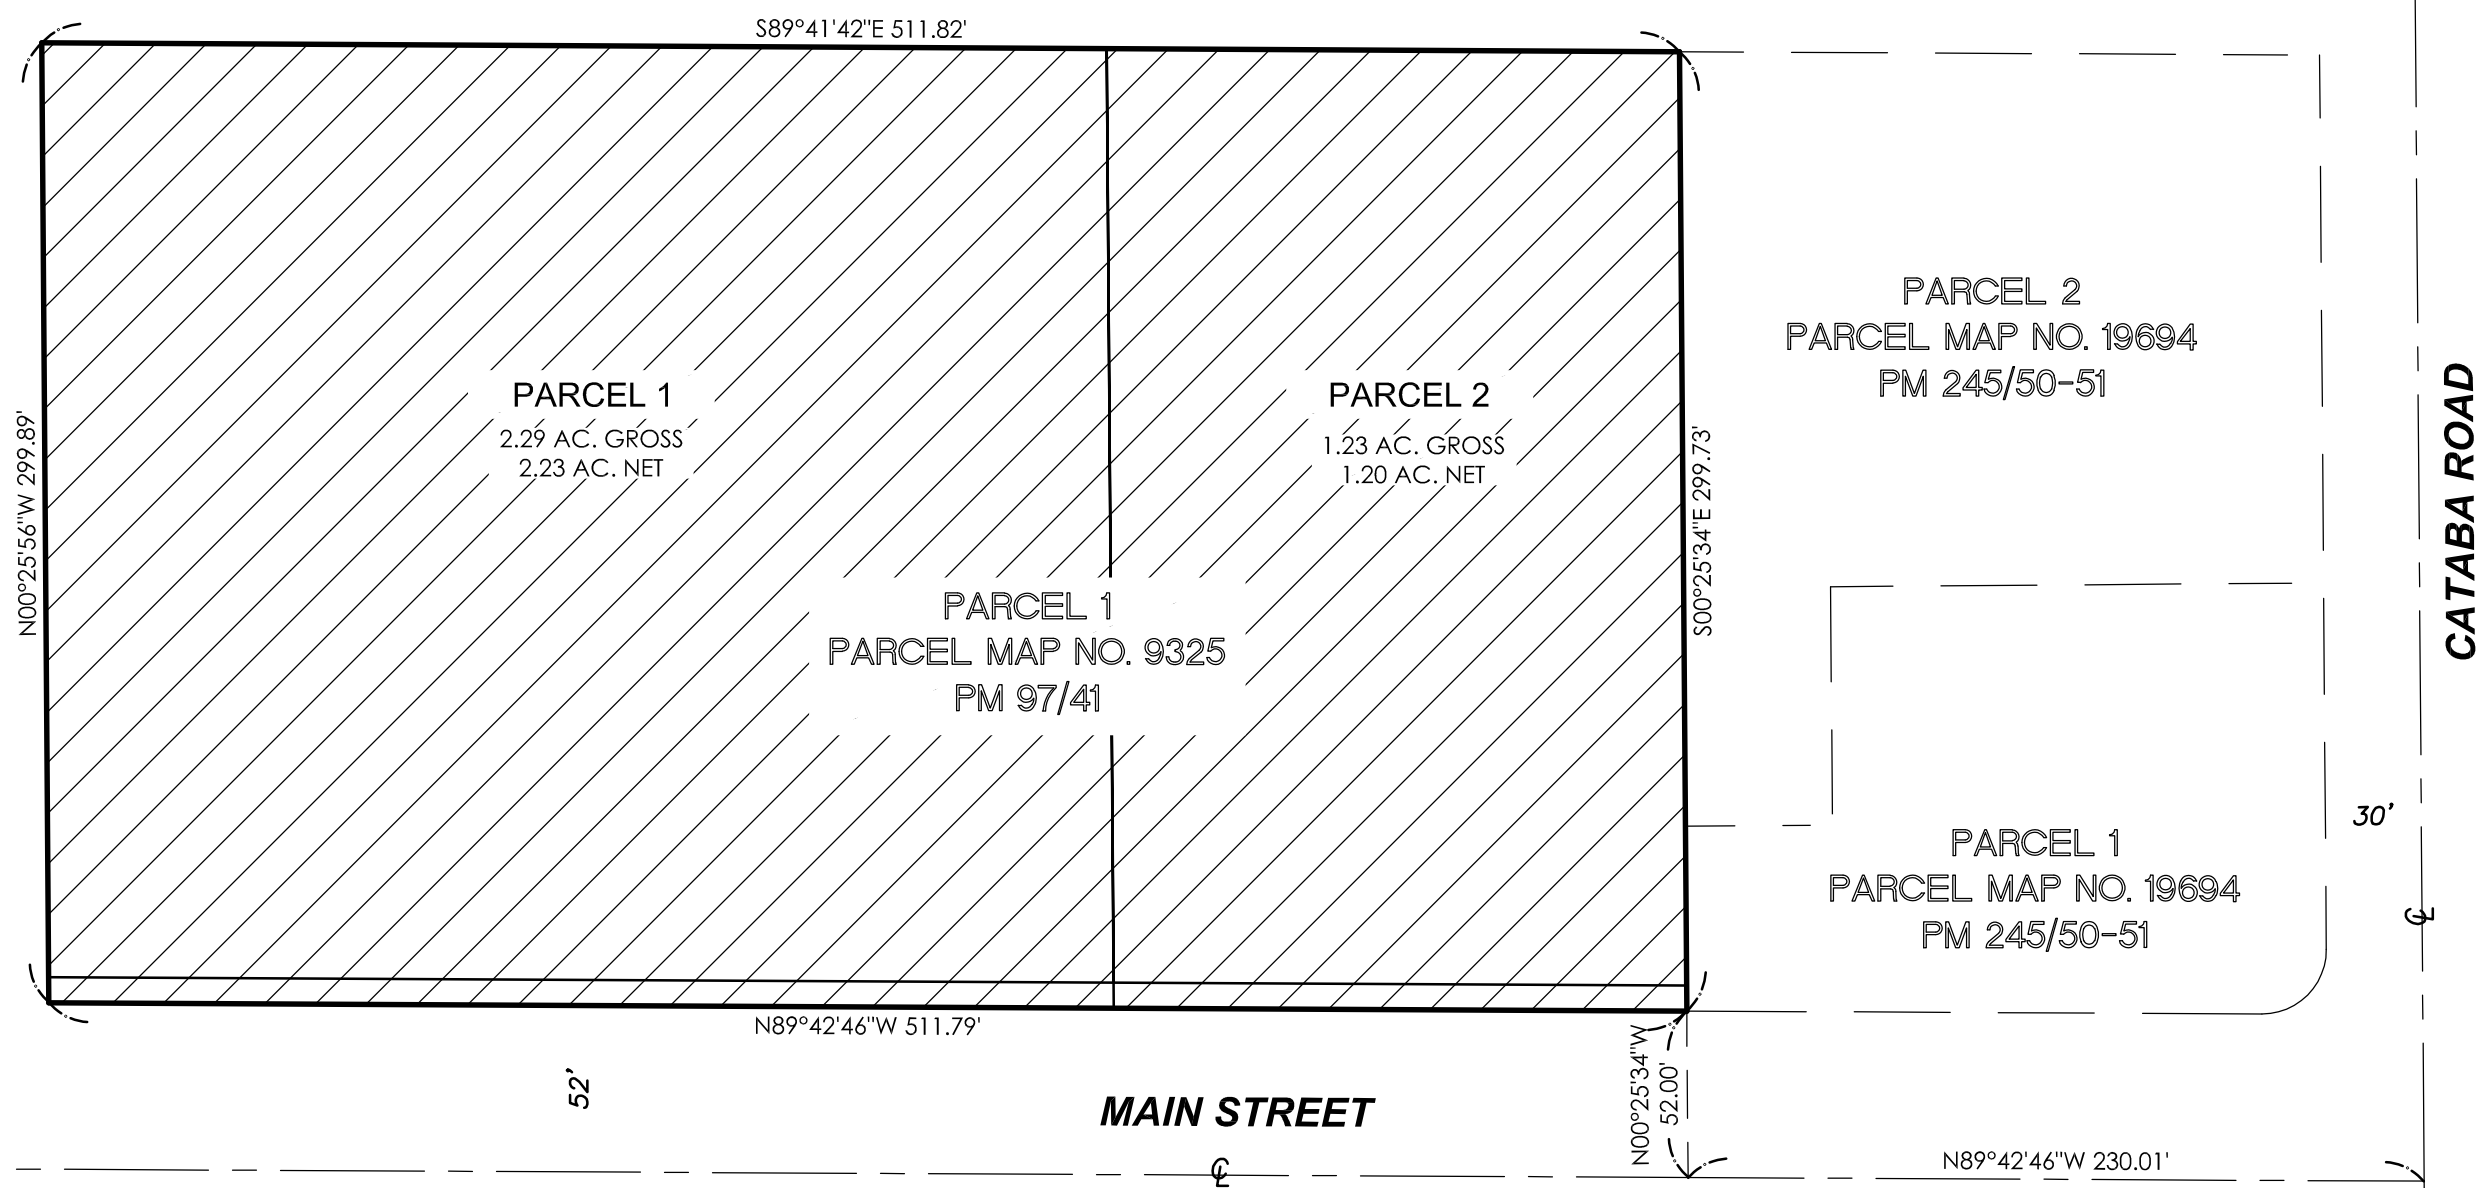 S89°41'42"E 511.82'
N00°25'56"W 299.89'
PARCEL 1
2.29 AC. GROSS
2.23 AC. NET
PARCEL 2
1.23 AC. GROSS
1.20 AC. NET
PARCEL 1
PARCEL MAP NO. 9325
PM 97/41
S00°25'34"E 299.73'
PARCEL 2
PARCEL MAP NO. 19694
PM 245/50-51
CATABA ROAD
30'
PARCEL 1
PARCEL MAP NO. 19694
PM 245/50-51
CL
N89°42'46"W 511.79'
52'
MAIN STREET
N00°25'34"W
52.00'
N89°42'46"W 230.01'
CL